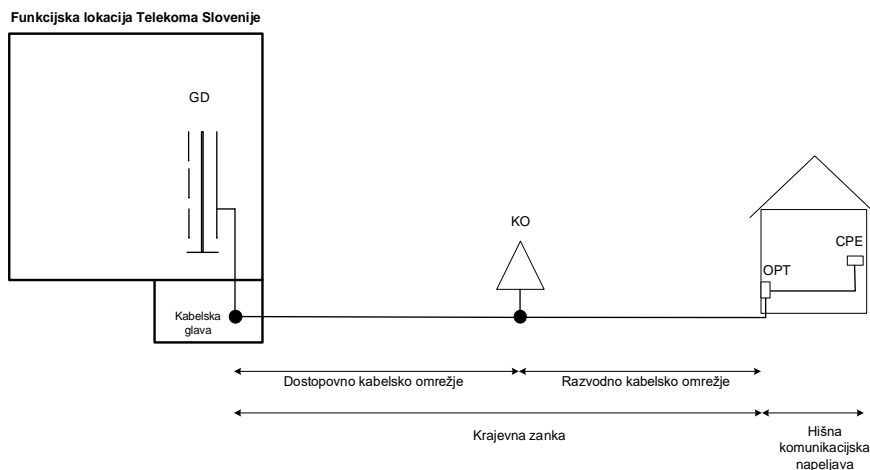 Funkcijska lokacija Telekoma Slovenije
GD
KO
CPE
OPT
Kabelska
glava
Dostopovno kabelsko omrežje
Razvodno kabelsko omrežje
Krajevna zanka
Hišna
komunikacijska
napeljava